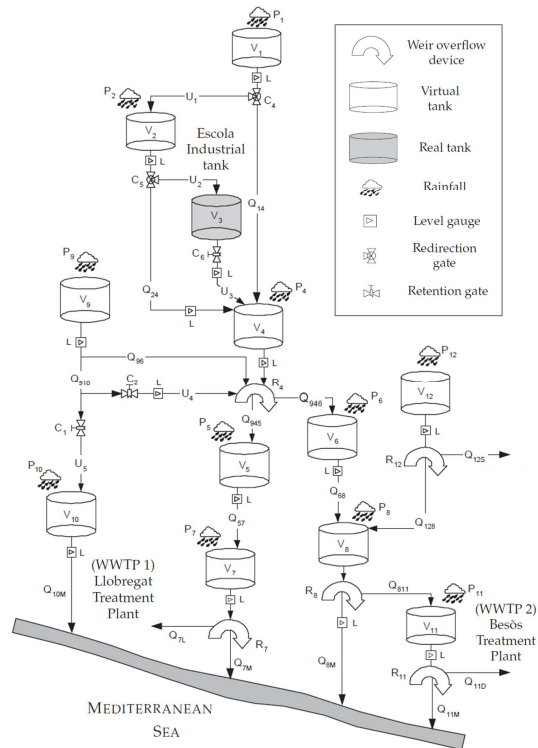 P1
V1
L
C4
U1
P2
V2
L
C5
U2
Escola
Industrial
tank
V3
C6
L
U3
Q14
Q24
L
P4
V4
L
P9
V9
L
Q96
Q910
C2
L
U4
R4
Q946
Q945
C1
U5
P10
V10
L
Q10M
P5
V5
L
Q57
P6
V6
L
Q68
P12
V12
L
R12
Q12S
Q128
P7
V7
L
R7
Q7L
Q7M
P8
V8
R8
Q811
L
Q8M
P11
V11
L
R11
Q11D
Q11M
(WWTP 1)
Llobregat
Treatment
Plant
(WWTP 2)
Besòs
Treatment
Plant
MEDITERRANEAN
SEA
Weir overflow
device
Virtual
tank
Real tank
Rainfall
Level gauge
Redirection
gate
Retention gate